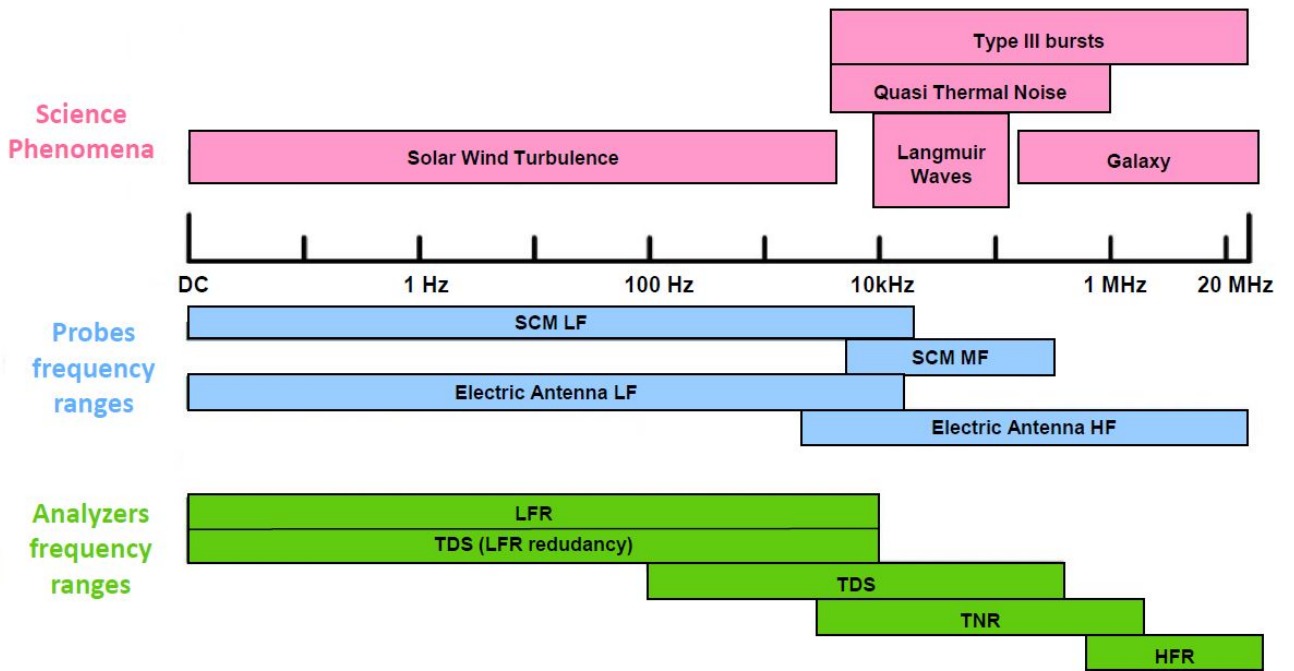 Type III bursts
Quasi Thermal Noise
Science
Phenomena
Solar Wind Turbulence
Langmuir
Waves
Galaxy
DC
1 Hz
100 Hz
10kHz
1 MHz
20 MHz
Probes
frequency
ranges
SCM LF
SCM MF
Electric Antenna LF
Electric Antenna HF
Analyzers
frequency
ranges
LFR
TDS (LFR redudancy)
TDS
TNR
HFR